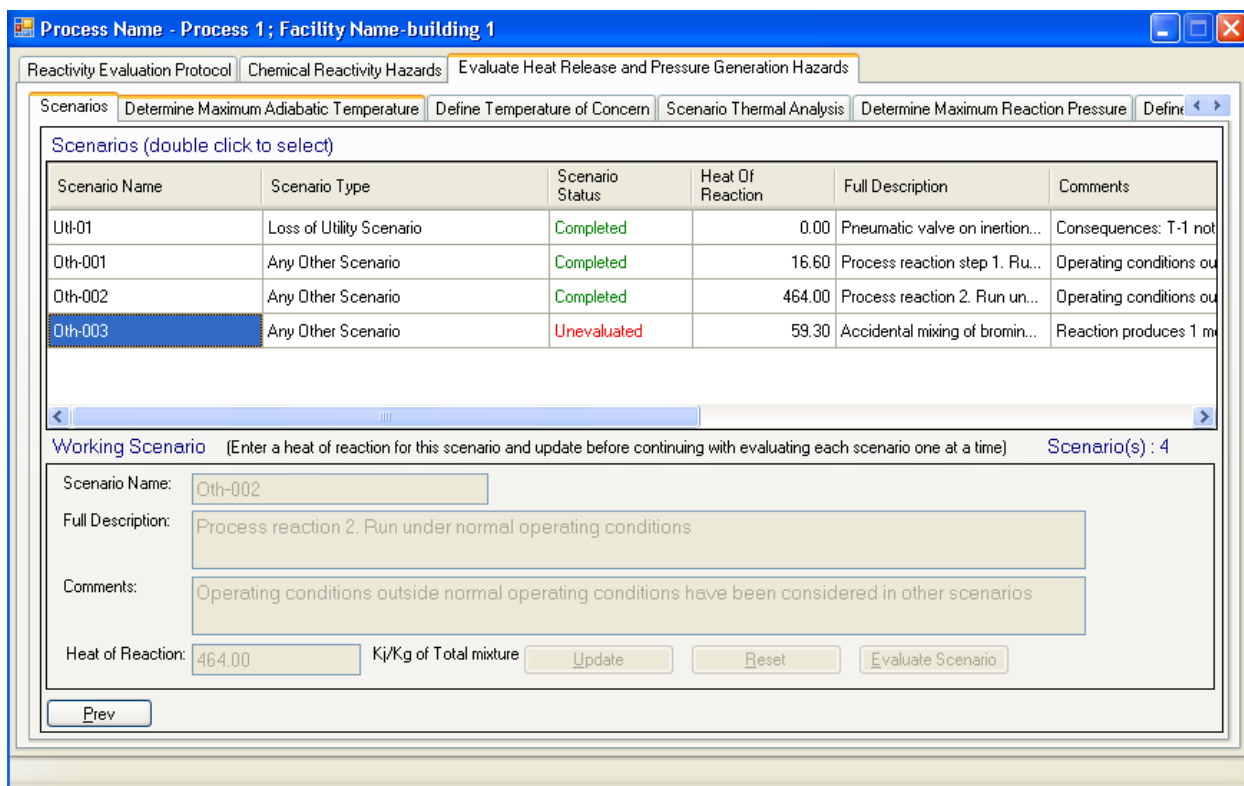 Process Name - Process 1 ; Facility Name-building 1
Reactivity Evaluation Protocol Chemical Reactivity Hazards Evaluate Heat Release and Pressure Generation Hazards
Scenarios Determine Maximum Adiabatic Temperature Define Temperature of Concern Scenario Thermal Analysis Determine Maximum Reaction Pressure Define
Scenarios (double click to select)
Scenario Name Scenario Type Scenario Status Heat Of Reaction Full Description Comments
Utl-01 Loss of Utility Scenario Completed 0.00 Pneumatic valve on inertion... Consequences: T-1 not
Oth-001 Any Other Scenario Completed 16.60 Process reaction step 1. Ru... Operating conditions ou
Oth-002 Any Other Scenario Completed 464.00 Process reaction 2. Run un... Operating conditions ou
Oth-003 Any Other Scenario Unevaluated 59.30 Accidental mixing of bromin... Reaction produces 1 m
Working Scenario (Enter a heat of reaction for this scenario and update before continuing with evaluating each scenario one at a time) Scenario(s) : 4
Scenario Name: Oth-002
Full Description: Process reaction 2. Run under normal operating conditions
Comments: Operating conditions outside normal operating conditions have been considered in other scenarios
Heat of Reaction: 464.00 Kj/Kg of Total mixture Update Reset Evaluate Scenario
Prev